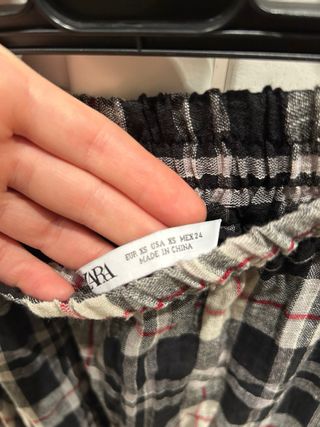 ZARA
EUR XS USA XS MEX 24
MADE IN CHINA